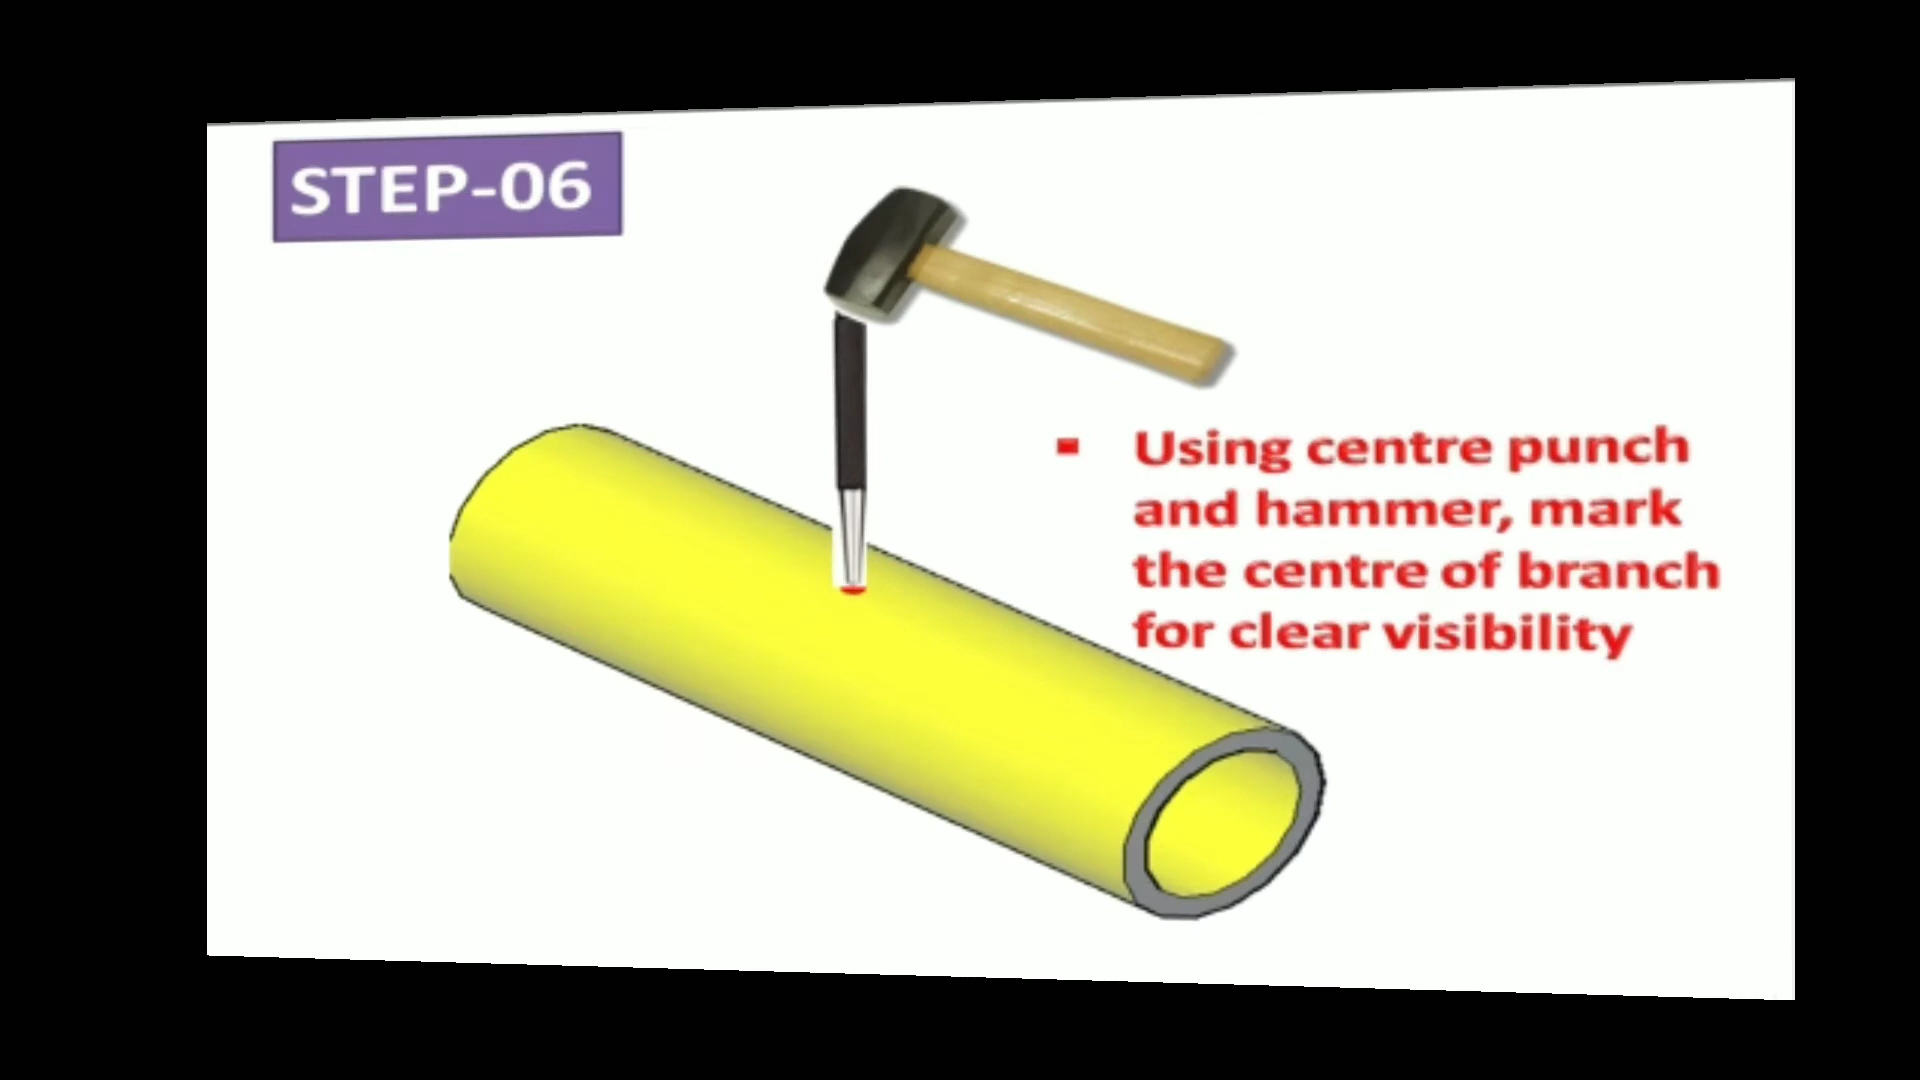 STEP-06
▪ Using centre punch
and hammer, mark
the centre of branch
for clear visibility